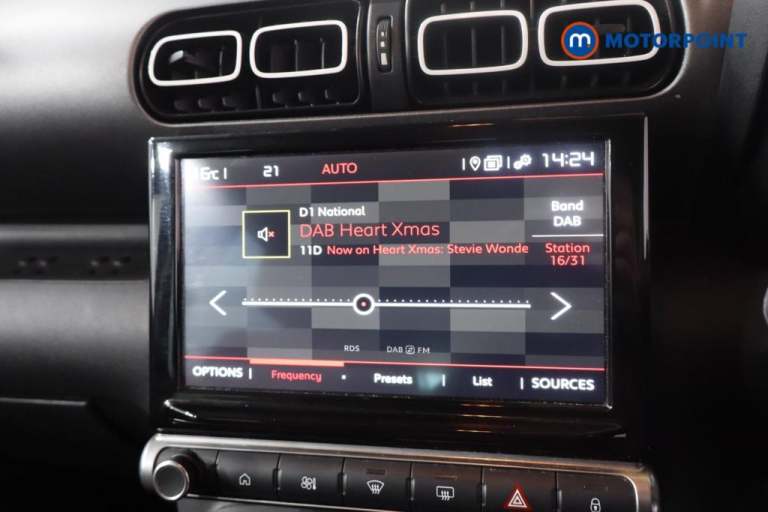 m MOTORPOINT
6°C 21 AUTO 14:24
D1 National
DAB Heart Xmas
11D Now on Heart Xmas: Stevie Wonde
Band
DAB
Station
16/31
RDS DAB FM
OPTIONS Frequency Presets List SOURCES